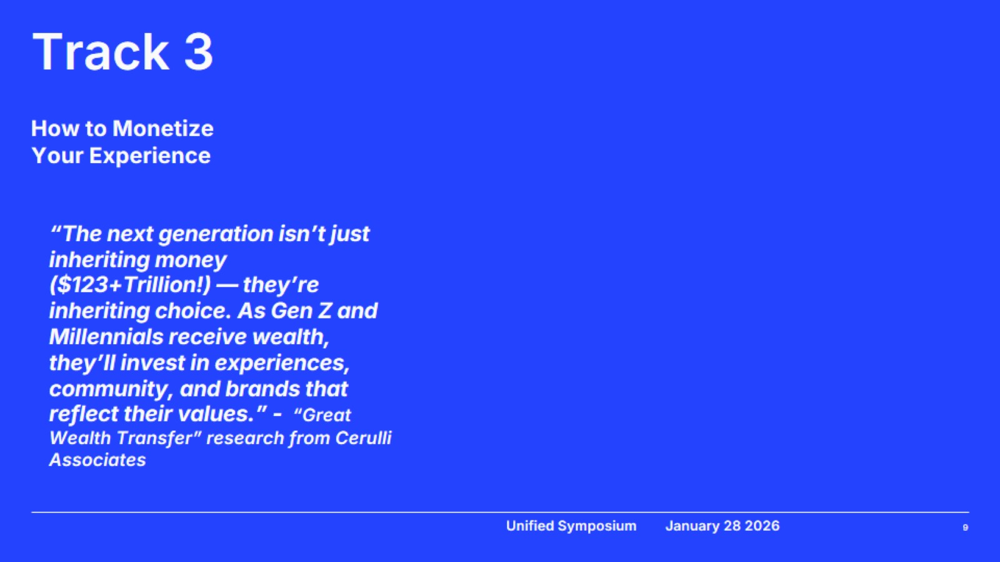 Track 3
How to Monetize
Your Experience
“The next generation isn’t just
inheriting money
($123+Trillion!) — they’re
inheriting choice. As Gen Z and
Millennials receive wealth,
they’ll invest in experiences,
community, and brands that
reflect their values.” - “Great
Wealth Transfer” research from Cerulli
Associates
Unified Symposium January 28 2026 9